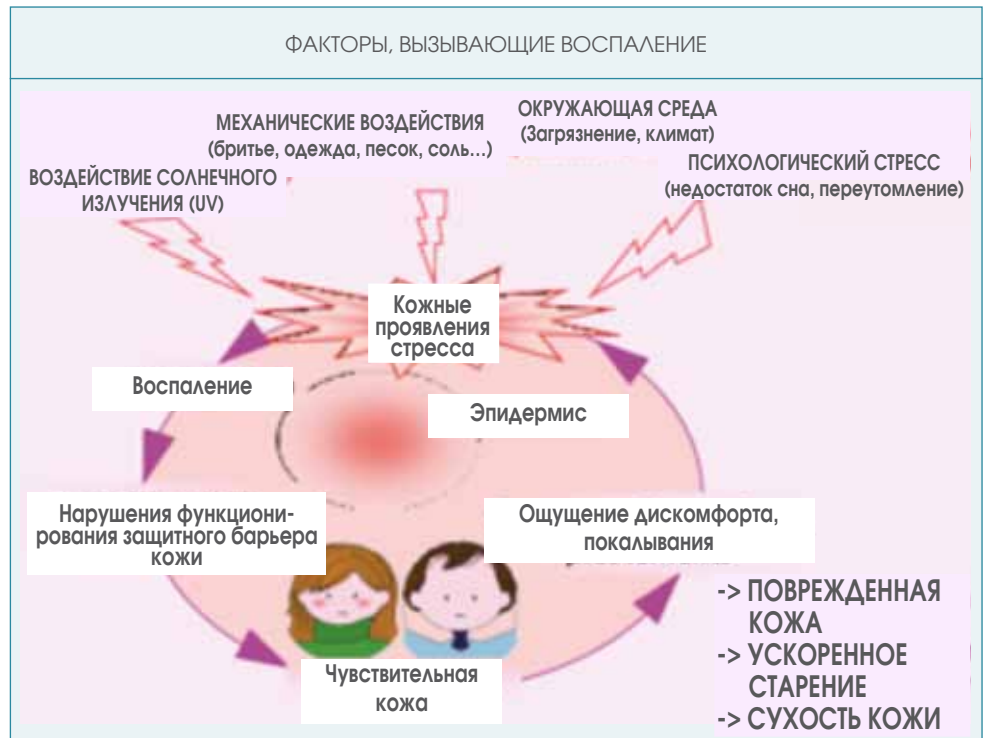 ФАКТОРЫ, ВЫЗЫВАЮЩИЕ ВОСПАЛЕНИЕ
ОКРУЖАЮЩАЯ СРЕДА
(Загрязнение, климат)
МЕХАНИЧЕСКИЕ ВОЗДЕЙСТВИЯ
(бритье, одежда, песок, соль...)
ПСИХОЛОГИЧЕСКИЙ СТРЕСС
(недостаток сна, переутомление)
ВОЗДЕЙСТВИЕ СОЛНЕЧНОГО
ИЗЛУЧЕНИЯ (UV)
Кожные
проявления
стресса
Воспаление
Эпидермис
Нарушения функциони-
рования защитного барьера
кожи
Ощущение дискомфорта,
покалывания
Чувствительная
кожа
-> ПОВРЕЖДЕННАЯ
КОЖА
-> УСКОРЕННОЕ
СТАРЕНИЕ
-> СУХОСТЬ КОЖИ